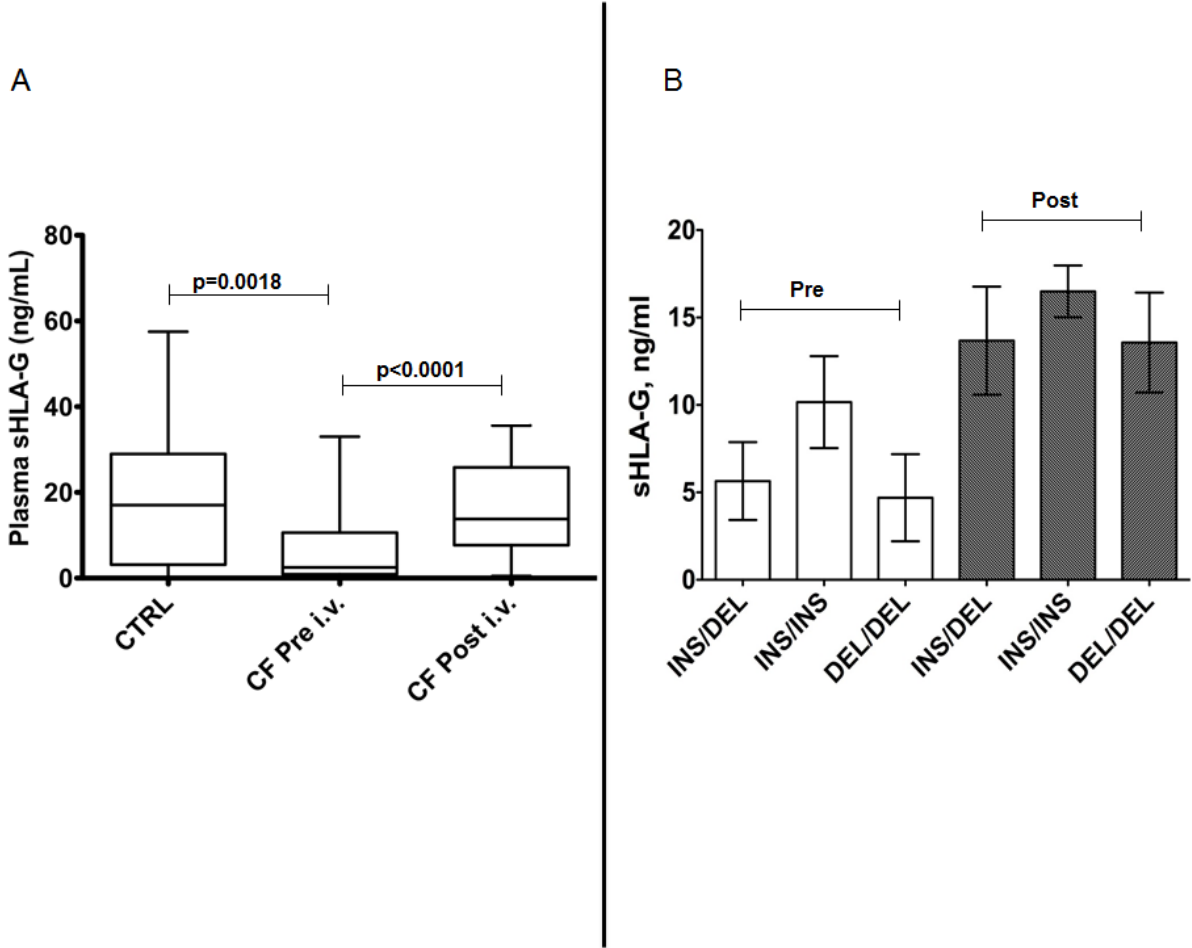 A
Plasma sHLA-G (ng/mL)
80
60
40
20
0
p=0.0018
p<0.0001
CTRL
CF Pre i.v.
CF Post i.v.
B
sHLA-G, ng/ml
20
15
10
5
0
Pre
Post
INS/DEL
INS/INS
DEL/DEL
INS/DEL
INS/INS
DEL/DEL